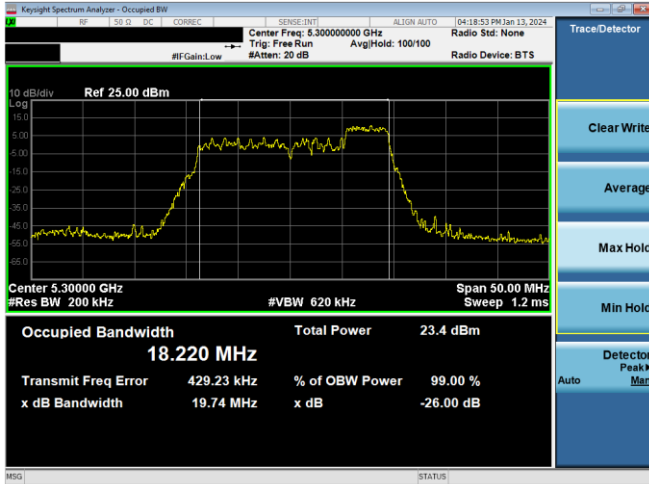 Keysight Spectrum Analyzer - Occupied BW
RF 50 Ω DC CORREC SENSE:INT ALIGN AUTO 04:18:53 PM Jan 13, 2024
Center Freq: 5.300000000 GHz Radio Std: None
Trig: Free Run Avg|Hold: 100/100
#IFGain:Low #Atten: 20 dB Radio Device: BTS
Trace/Detector
10 dB/div Ref 25.00 dBm
Log
15.0
5.00
-5.00
-15.0
-25.0
-35.0
-45.0
-55.0
-65.0
Center 5.30000 GHz Span 50.00 MHz
#Res BW 200 kHz #VBW 620 kHz Sweep 1.2 ms
Occupied Bandwidth Total Power 23.4 dBm
18.220 MHz
Transmit Freq Error 429.23 kHz % of OBW Power 99.00 %
x dB Bandwidth 19.74 MHz x dB -26.00 dB
Clear Write
Average
Max Hold
Min Hold
Detector
Peak
Auto Man
MSG STATUS